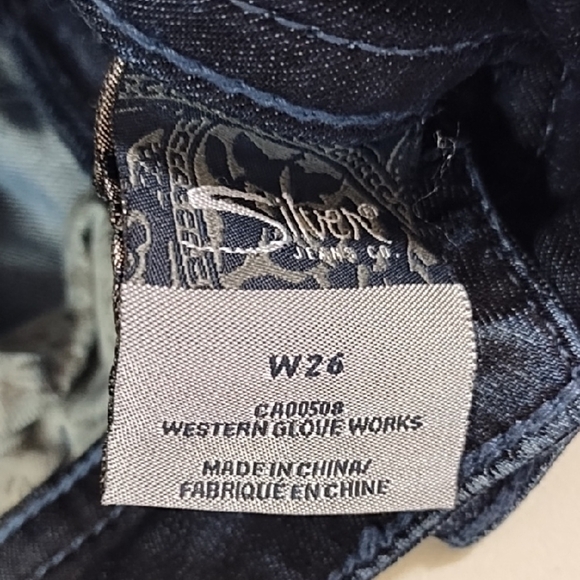 Silver®
JEANS CO.
W26
CA00508
WESTERN GLOVE WORKS
MADE IN CHINA/
FABRIQUÉ EN CHINE